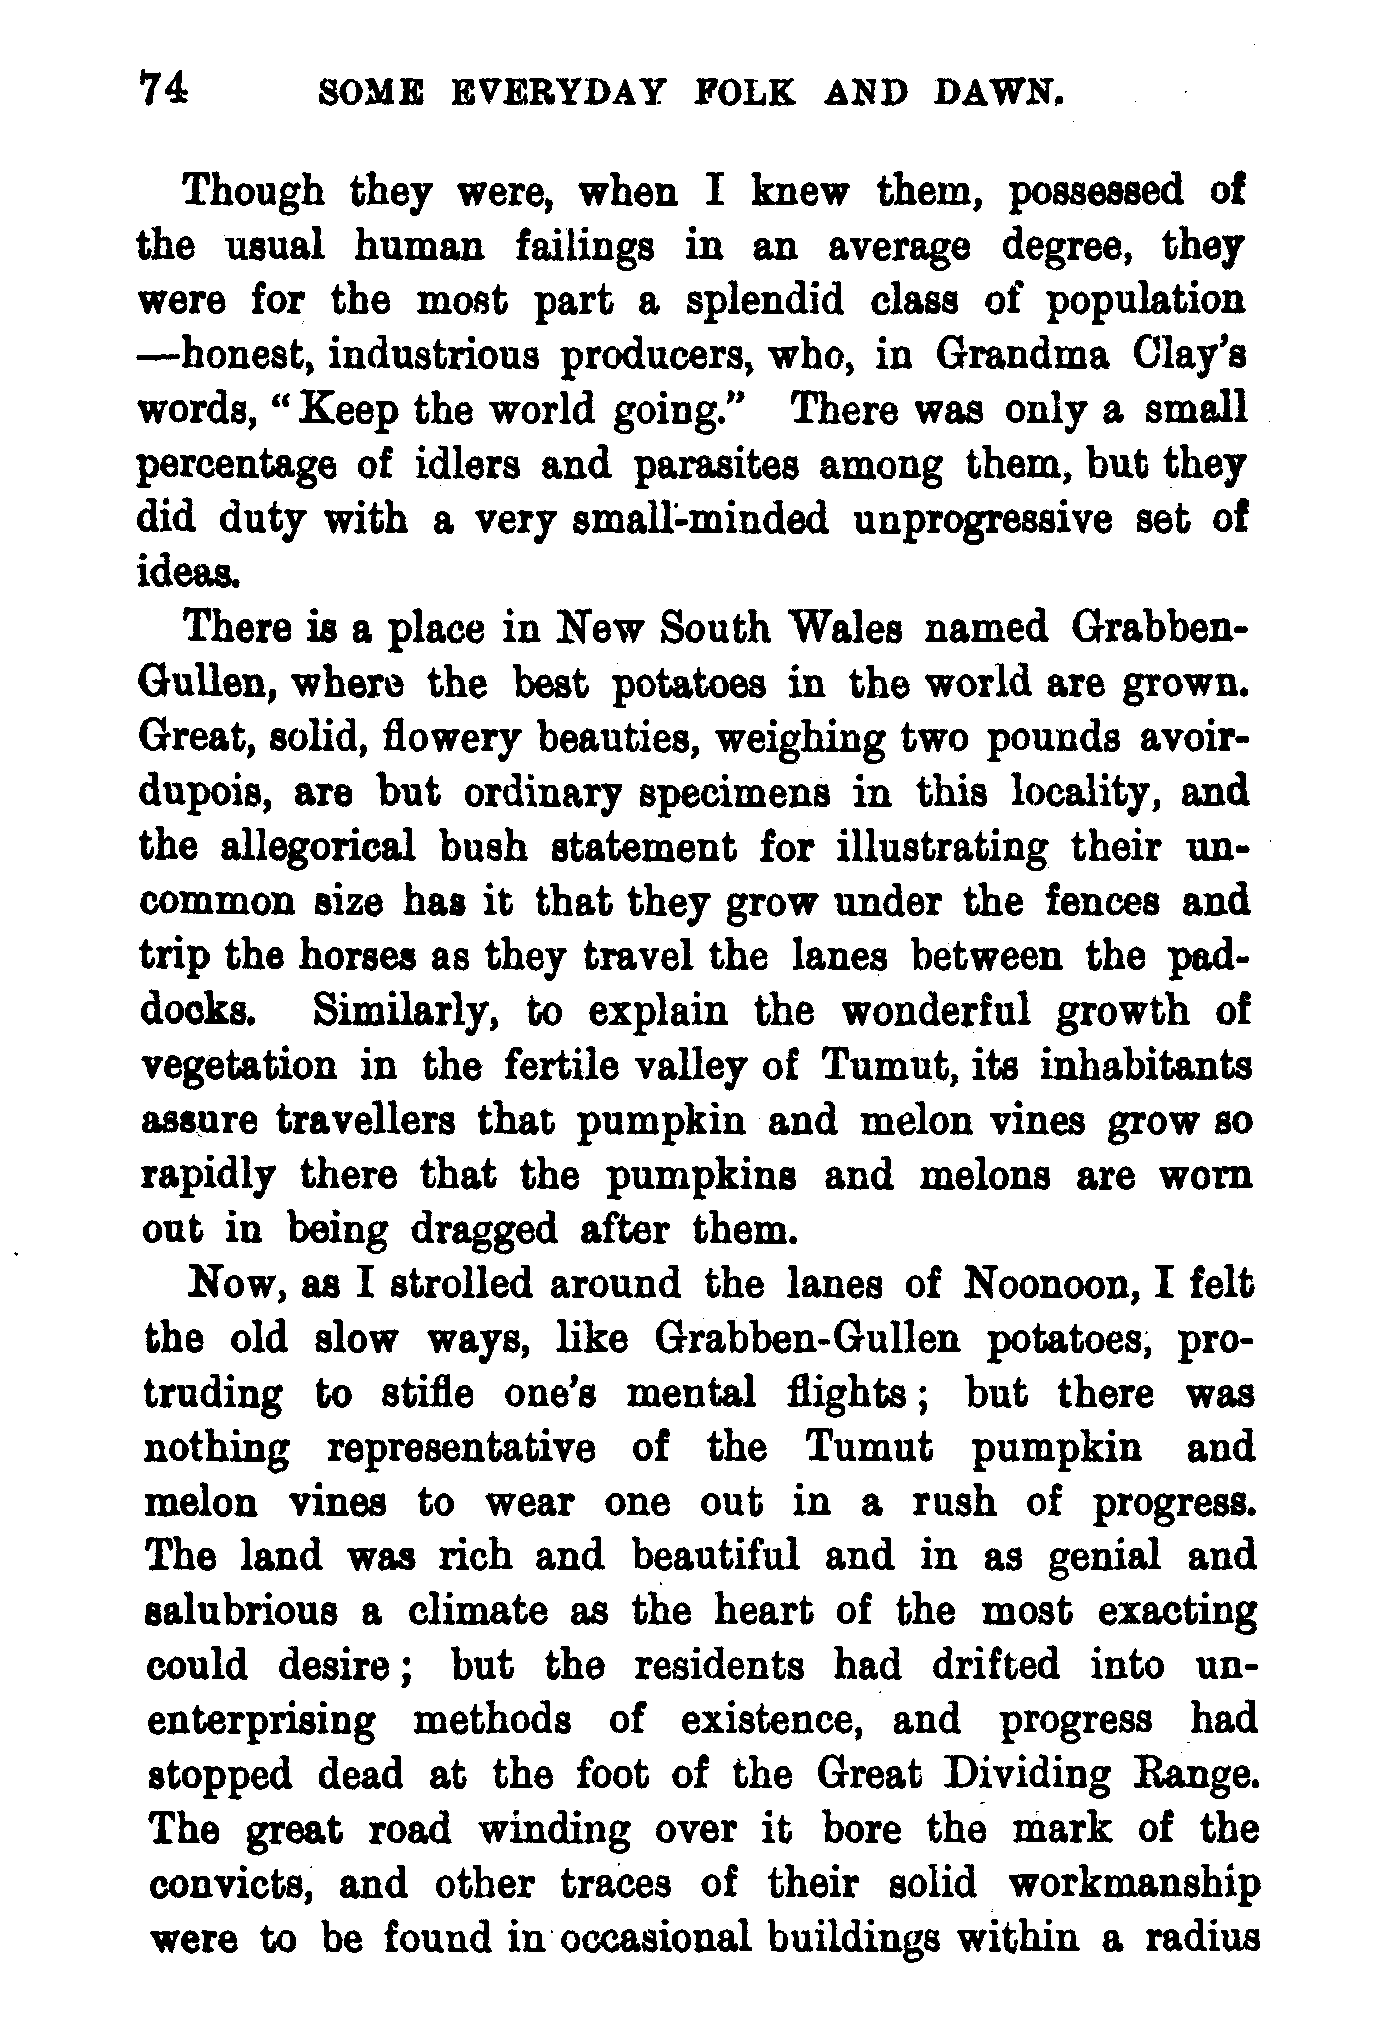 74 SOME EVERYDAY FOLK AND DAWN.
Though they were, when I knew them, possessed of
the usual human failings in an average degree, they
were for the most part a splendid class of population
—honest, industrious producers, who, in Grandma Clay's
words, "Keep the world going." There was only a small
percentage of idlers and parasites among them, but they
did duty with a very small-minded unprogressive set of
ideas.
There is a place in New South Wales named Grabben-
Gullen, where the best potatoes in the world are grown.
Great, solid, flowery beauties, weighing two pounds avoir-
dupois, are but ordinary specimens in this locality, and
the allegorical bush statement for illustrating their un-
common size has it that they grow under the fences and
trip the horses as they travel the lanes between the pad-
docks. Similarly, to explain the wonderful growth of
vegetation in the fertile valley of Tumut, its inhabitants
assure travellers that pumpkin and melon vines grow so
rapidly there that the pumpkins and melons are worn
out in being dragged after them.
Now, as I strolled around the lanes of Noonoon, I felt
the old slow ways, like Grabben-Gullen potatoes, pro-
truding to stifle one's mental flights; but there was
nothing representative of the Tumut pumpkin and
melon vines to wear one out in a rush of progress.
The land was rich and beautiful and in as genial and
salubrious a climate as the heart of the most exacting
could desire; but the residents had drifted into un-
enterprising methods of existence, and progress had
stopped dead at the foot of the Great Dividing Range.
The great road winding over it bore the mark of the
convicts, and other traces of their solid workmanship
were to be found in occasional buildings within a radius